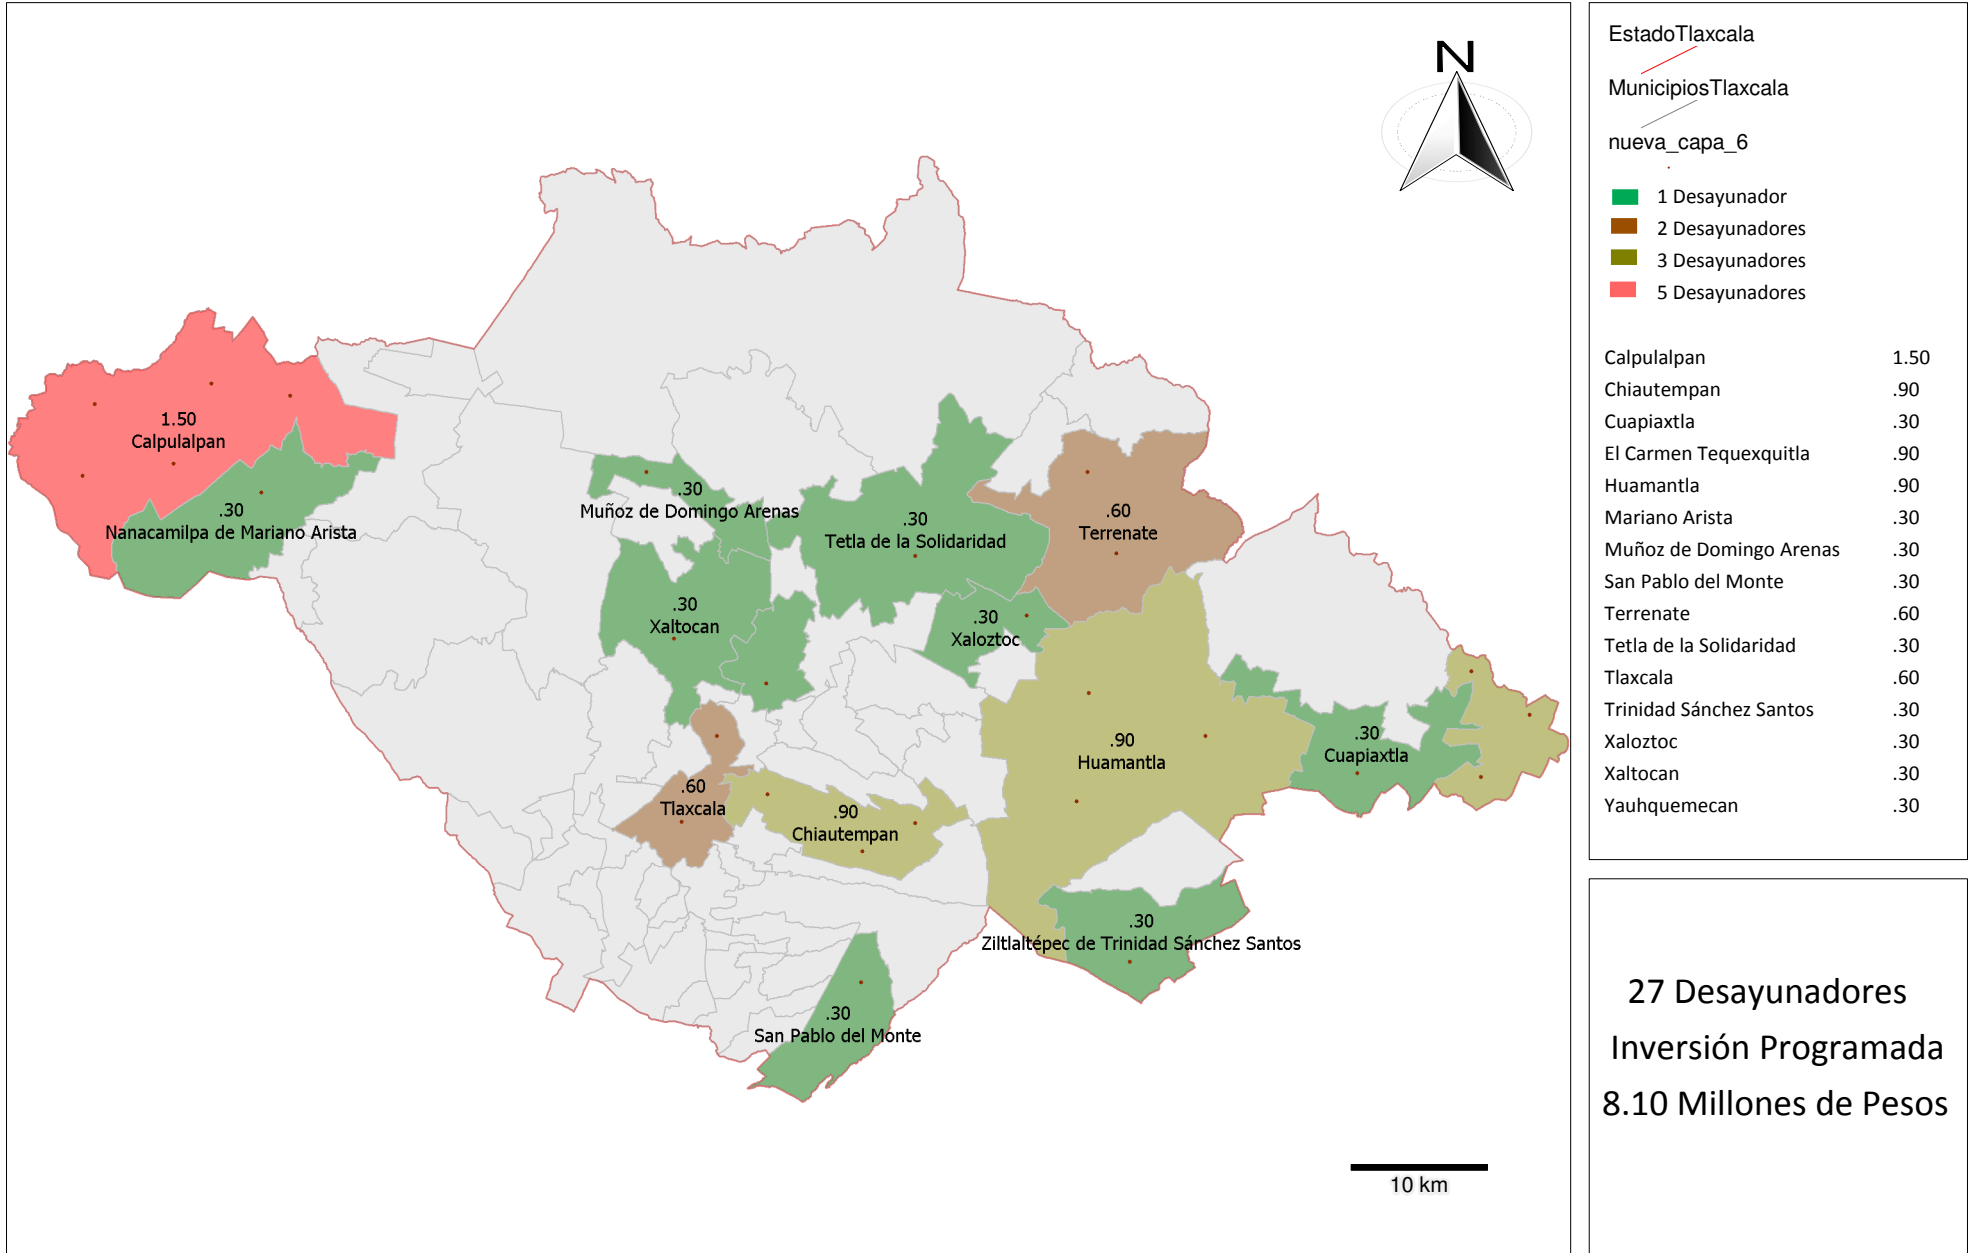 N
1.50
Calpulalpan
.30
Nanacamilpa de Mariano Arista
.30
Muñoz de Domingo Arenas
.30
Tetla de la Solidaridad
.60
Terrenate
.30
Xaltocan
.30
Xaloztoc
.90
Huamantla
.30
Cuapiaxtla
.60
Tlaxcala
.90
Chiautempan
.30
Ziltlaltépec de Trinidad Sánchez Santos
.30
San Pablo del Monte
10 km
EstadoTlaxcala
MunicipiosTlaxcala
nueva_capa_6
1 Desayunador
2 Desayunadores
3 Desayunadores
5 Desayunadores
Calpulalpan 1.50
Chiautempan .90
Cuapiaxtla .30
El Carmen Tequexquitla .90
Huamantla .90
Mariano Arista .30
Muñoz de Domingo Arenas .30
San Pablo del Monte .30
Terrenate .60
Tetla de la Solidaridad .30
Tlaxcala .60
Trinidad Sánchez Santos .30
Xaloztoc .30
Xaltocan .30
Yauhquemecan .30
27 Desayunadores
Inversión Programada
8.10 Millones de Pesos